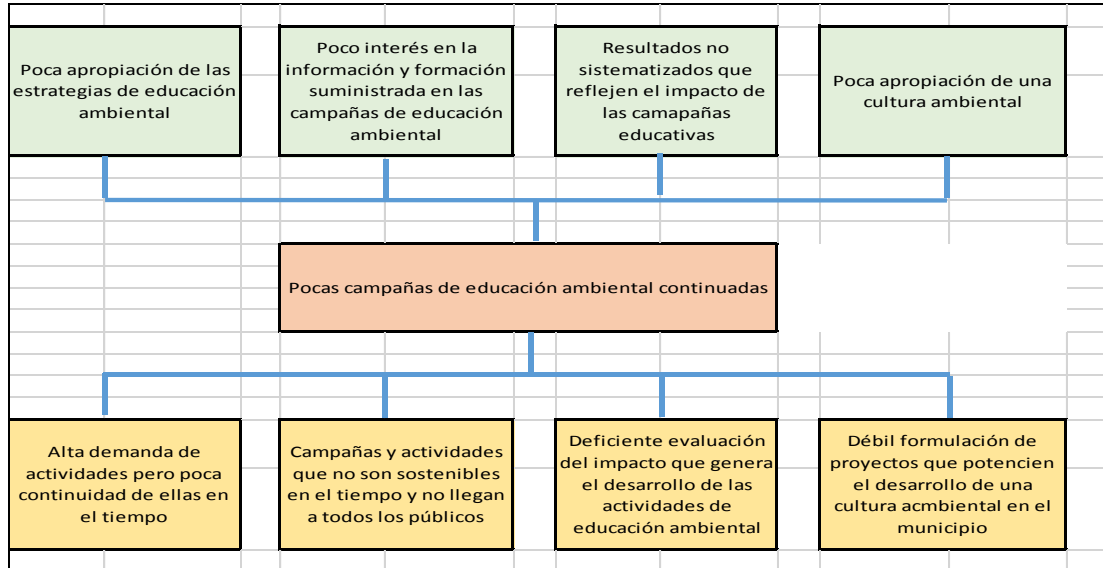 Poca apropiación de las
estrategias de educación
ambiental
Poco interés en la
información y formación
suministrada en las
campañas de educación
ambiental
Resultados no
sistematizados que
reflejen el impacto de
las camapañas
educativas
Poca apropiación de una
cultura ambiental
Pocas campañas de educación ambiental continuadas
Alta demanda de
actividades pero poca
continuidad de ellas en
el tiempo
Campañas y actividades
que no son sostenibles
en el tiempo y no llegan
a todos los públicos
Deficiente evaluación
del impacto que genera
el desarrollo de las
actividades de
educación ambiental
Débil formulación de
proyectos que potencien
el desarrollo de una
cultura acmbiental en el
municipio